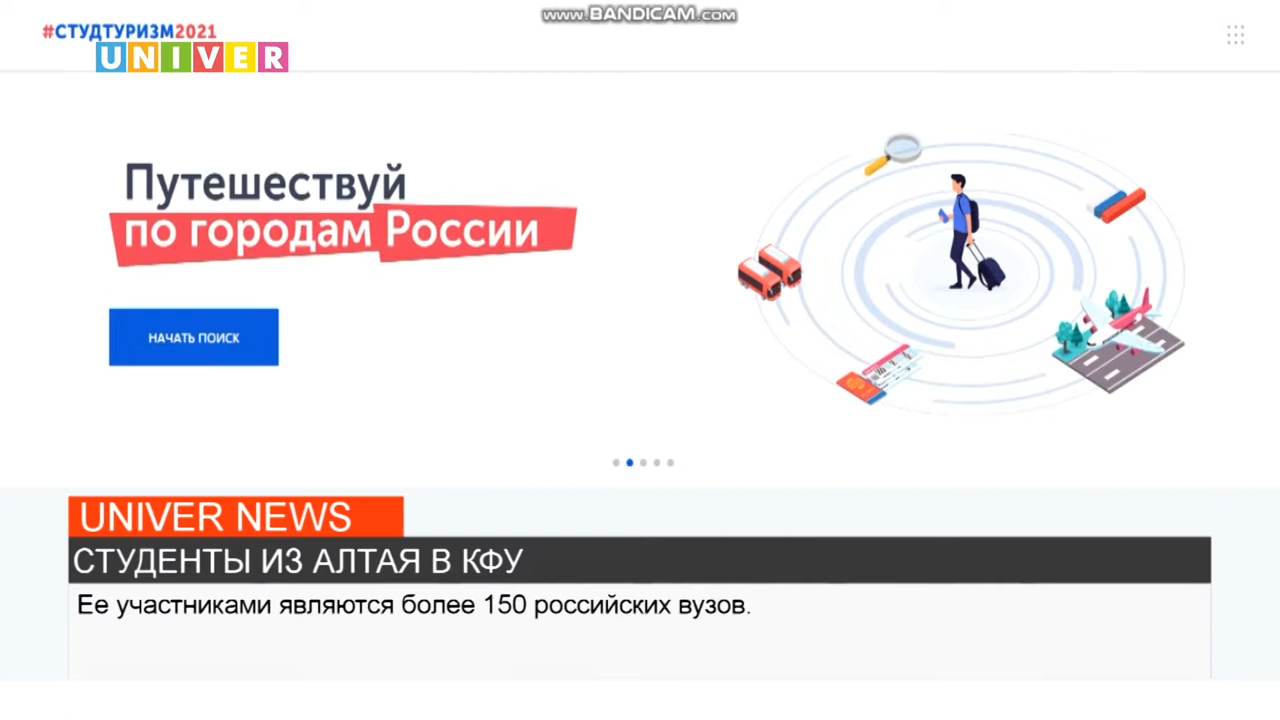 www.BANDICAM.com
#СТУДТУРИЗМ2021
UNIVER
Путешествуй
по городам России
НАЧАТЬ ПОИСК
UNIVER NEWS
СТУДЕНТЫ ИЗ АЛТАЯ В КФУ
Ее участниками являются более 150 российских вузов.